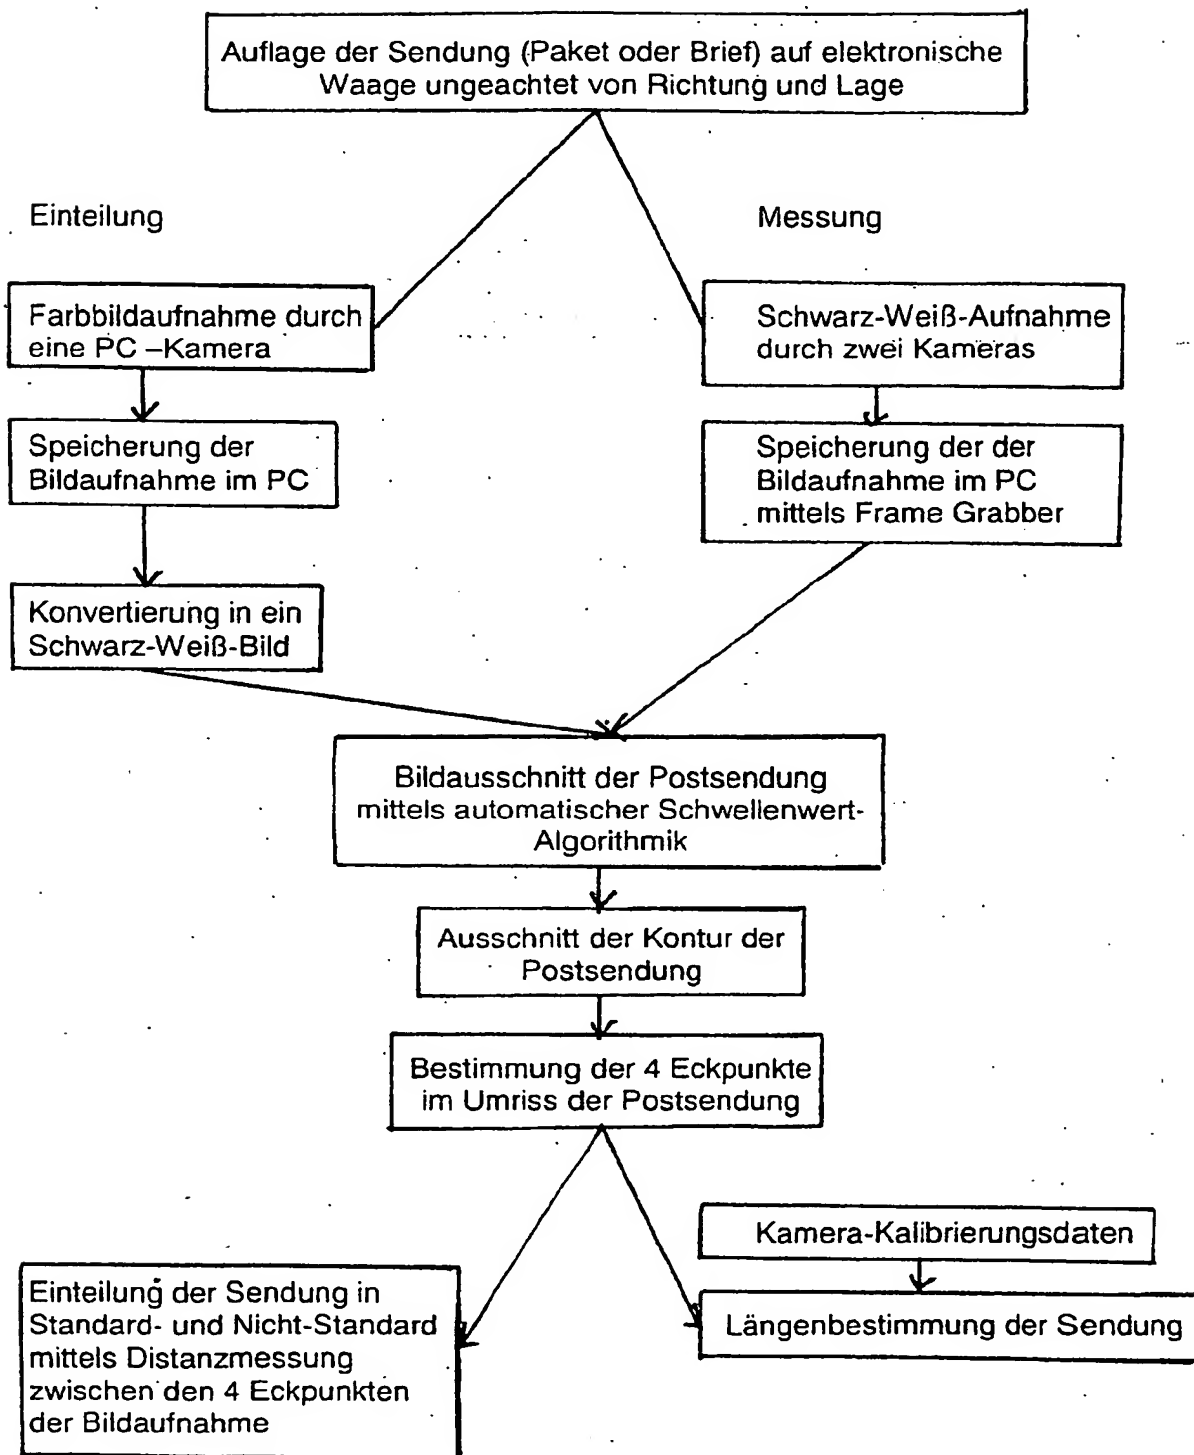 Auflage der Sendung (Paket oder Brief) auf elektronische
Waage ungeachtet von Richtung und Lage
Einteilung
Messung
Farbbildaufnahme durch
eine PC –Kamera
Schwarz-Weiß-Aufnahme
durch zwei Kameras
Speicherung der
Bildaufnahme im PC
Speicherung der der
Bildaufnahme im PC
mittels Frame Grabber
Konvertierung in ein
Schwarz-Weiß-Bild
Bildausschnitt der Postsendung
mittels automatischer Schwellenwert-
Algorithmik
Ausschnitt der Kontur der
Postsendung
Bestimmung der 4 Eckpunkte
im Umriss der Postsendung
Kamera-Kalibrierungsdaten
Einteilung der Sendung in
Standard- und Nicht-Standard
mittels Distanzmessung
zwischen den 4 Eckpunkten
der Bildaufnahme
Längenbestimmung der Sendung